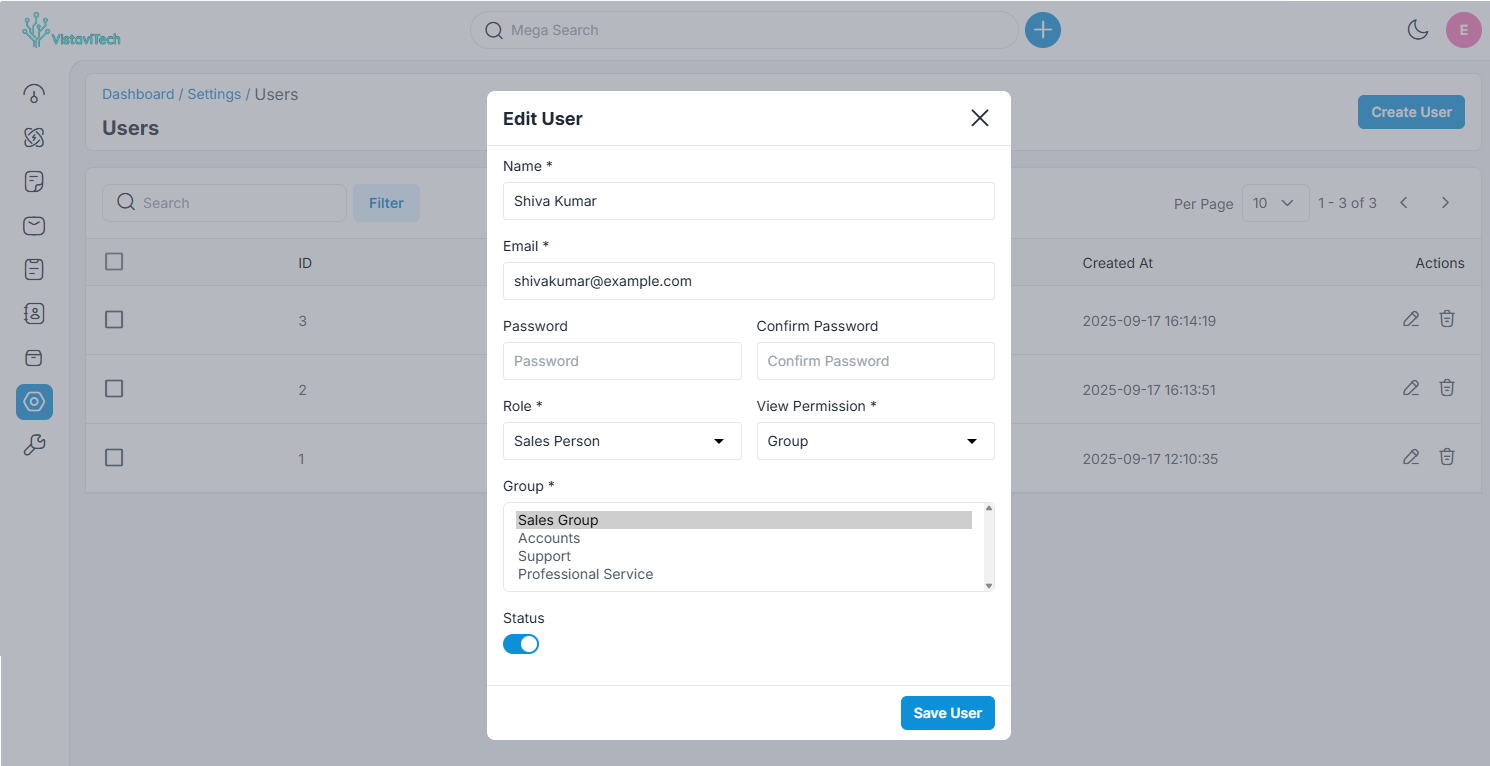 VistaviTech
Mega Search
E
Dashboard / Settings / Users
Users
Create User
Search
Filter
Per Page
10
1 - 3 of 3
ID
Created At
Actions
3
2025-09-17 16:14:19
2
2025-09-17 16:13:51
1
2025-09-17 12:10:35
Edit User
Name *
Shiva Kumar
Email *
shivakumar@example.com
Password
Confirm Password
Password
Confirm Password
Role *
View Permission *
Sales Person
Group
Group *
Sales Group
Accounts
Support
Professional Service
Status
Save User